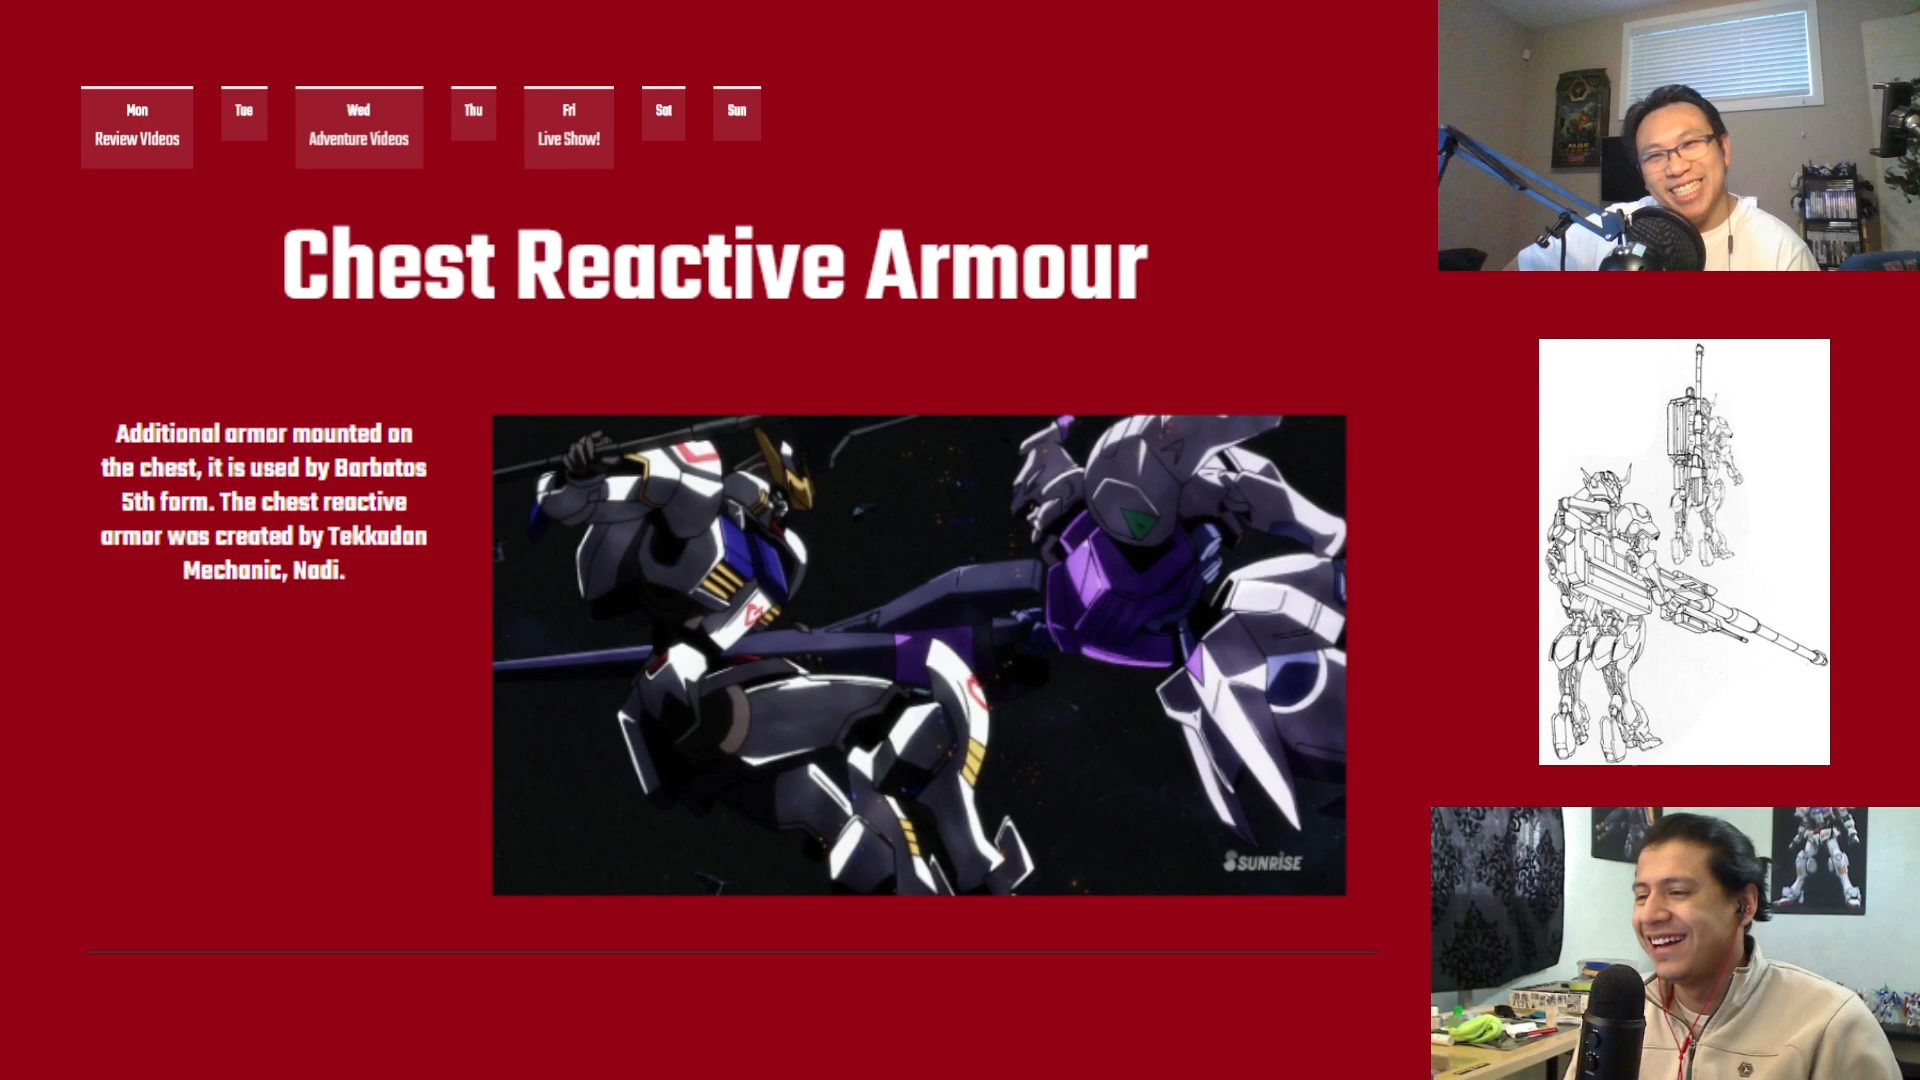 Mon
Review VIdeos
Tue
Wed
Adventure Videos
Thu
Fri
Live Show!
Sat
Sun
Chest Reactive Armour
Additional armor mounted on
the chest, it is used by Barbatos
5th form. The chest reactive
armor was created by Tekkadan
Mechanic, Nadi.
SUNRISE